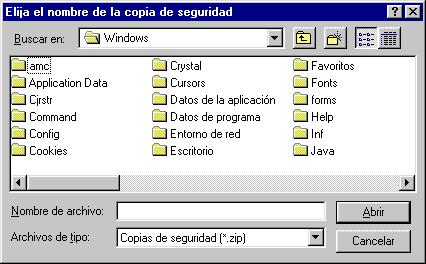 Elija el nombre de la copia de seguridad
Buscar en: Windows
amc Crystal Favoritos
Application Data Cursors Fonts
Cjrstr Datos de la aplicación forms
Command Datos de programa Help
Config Entorno de red Inf
Cookies Escritorio Java
Nombre de archivo: Abrir
Archivos de tipo: Copias de seguridad (*.zip) Cancelar